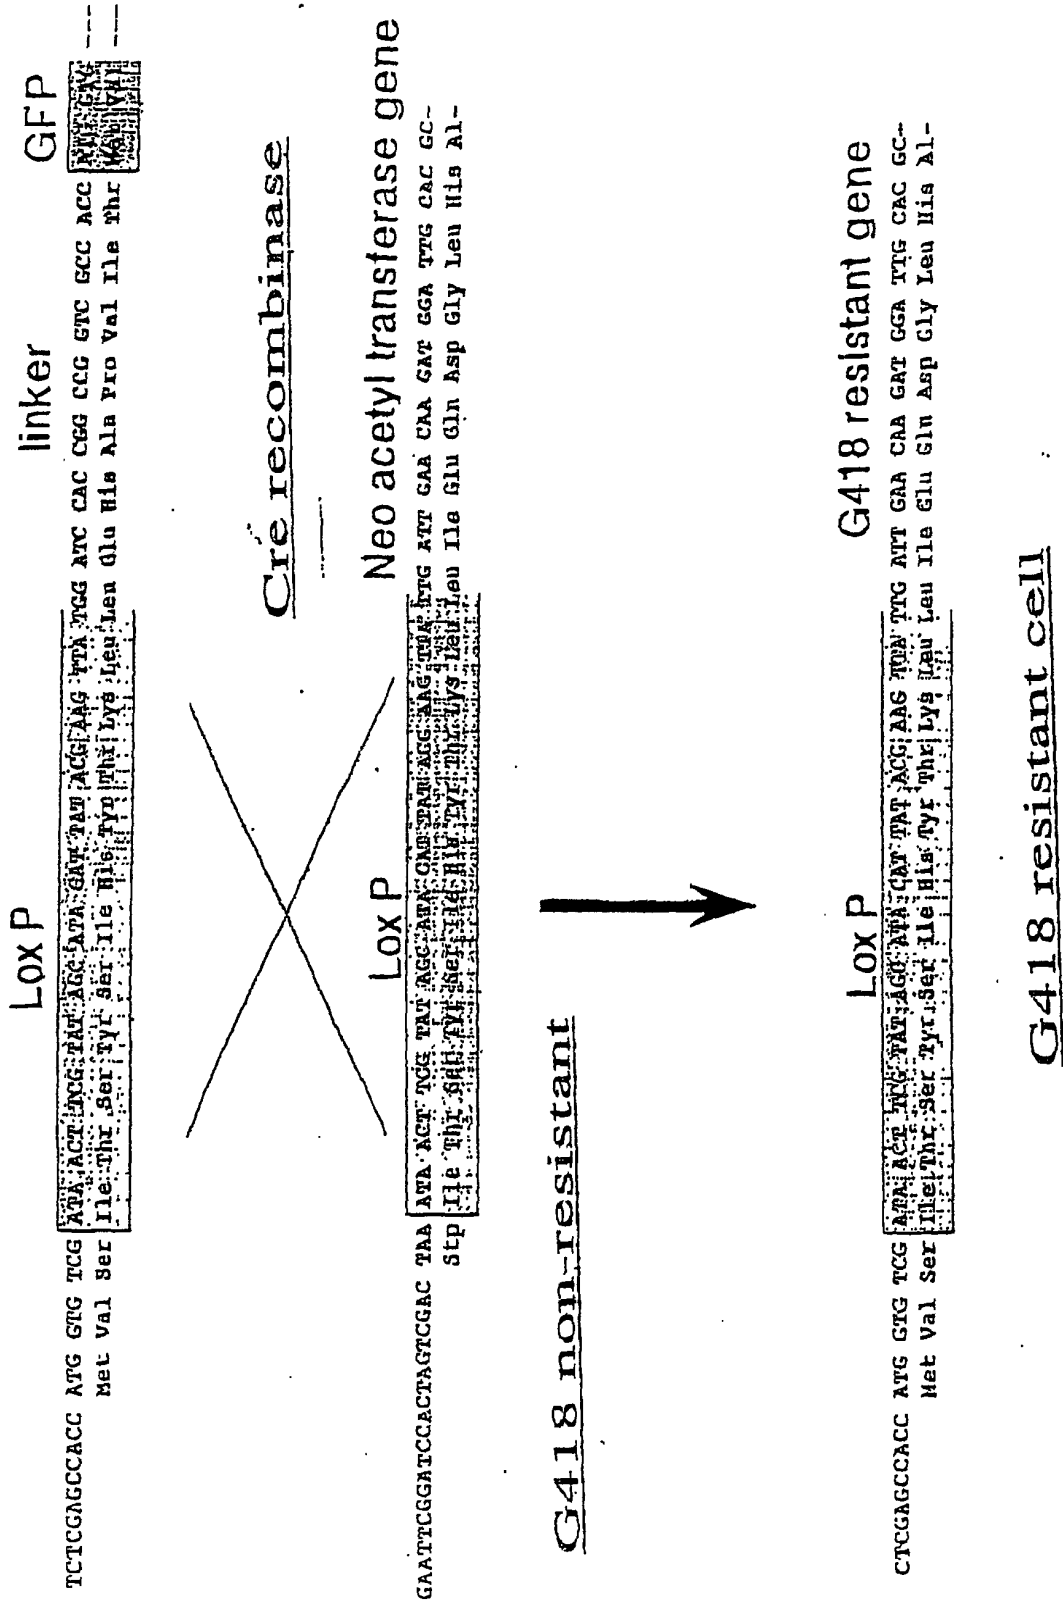 Lox P linker GFP
TCTCGAGCCACC ATG GTG TCG ATA ACT TCG TAT AGC ATA CAT TAT ACG AAG TTA TGG ATC CAC CGG CCG GTC GCC ACC ATG GTG ---
Met Val Ser Ile Thr Ser Tyr Ser Ile His Tyr Thr Lys Leu Leu Glu His Ala Pro Val Ile Thr Met Val ---
Cre recombinase
Lox P Neo acetyl transferase gene
GAATTCGGATCCACTAGTCGAC TAA ATA ACT TCG TAT AGC ATA CAT TAT ACG AAG TTA TTG ATT GAA CAA GAT GGA TTG CAC GC~
Stp Ile Thr Ser Tyr Ser Ile His Tyr Thr Lys Leu Leu Ile Glu Gln Asp Gly Leu His Al-
G418 non-resistant
Lox P G418 resistant gene
CTCGAGCCACC ATG GTG TCG ATA ACT TCG TAT AGC ATA CAT TAT ACG AAG TTA TTG ATT GAA CAA GAT GGA TTG CAC GC~
Met Val Ser Ile Thr Ser Tyr Ser Ile His Tyr Thr Lys Leu Leu Ile Glu Gln Asp Gly Leu His Al-
G418 resistant cell